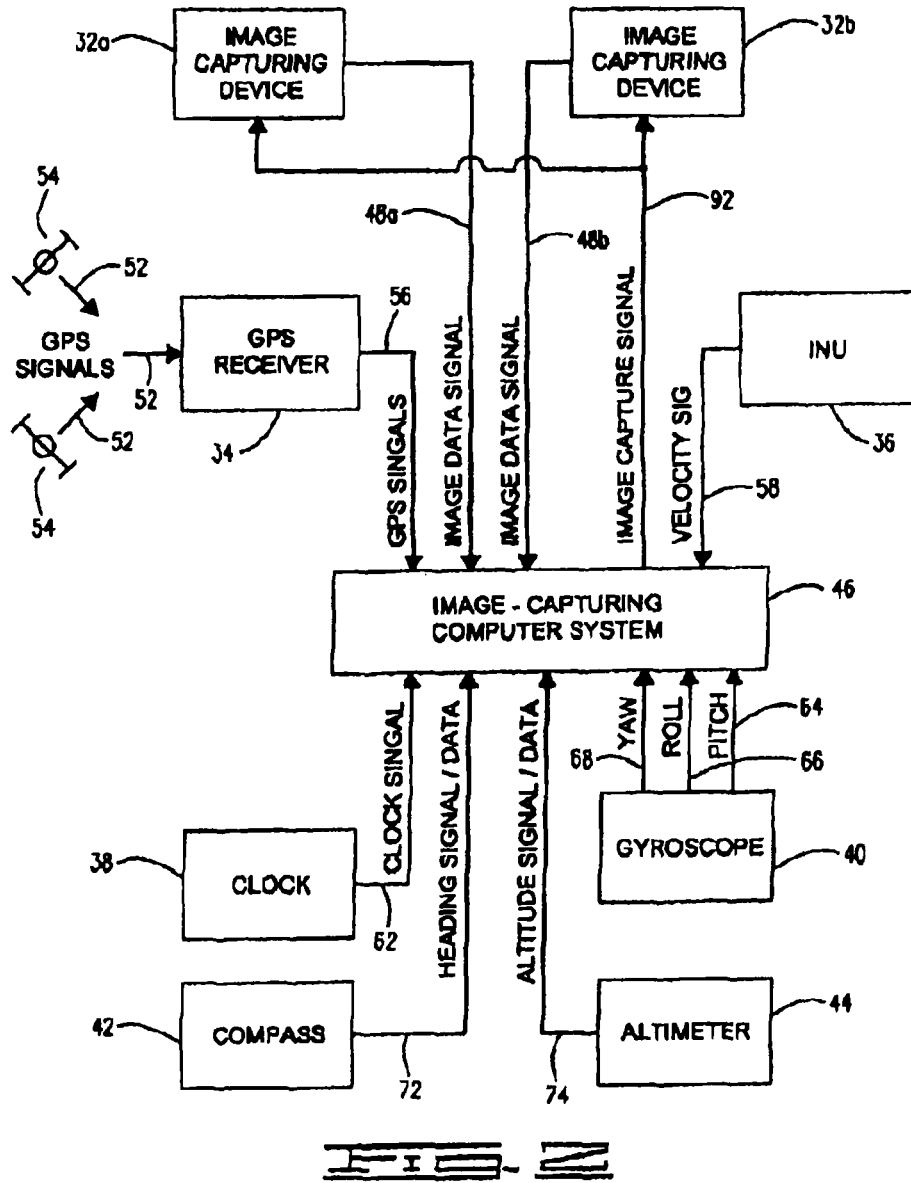 32a
IMAGE
CAPTURING
DEVICE
IMAGE
CAPTURING
DEVICE
32b
54
52
48a
48b
92
GPS
SIGNALS
52
52
54
GPS
RECEIVER
34
56
GPS SINGALS
IMAGE DATA SIGNAL
IMAGE DATA SIGNAL
IMAGE CAPTURE SIGNAL
VELOCITY SIG
58
INU
36
IMAGE - CAPTURING
COMPUTER SYSTEM
46
CLOCK SINGAL
HEADING SIGNAL / DATA
ALTITUDE SIGNAL / DATA
YAW
68
ROLL
66
PITCH
64
38
CLOCK
62
GYROSCOPE
40
42
COMPASS
72
74
ALTIMETER
44
Fig. 2